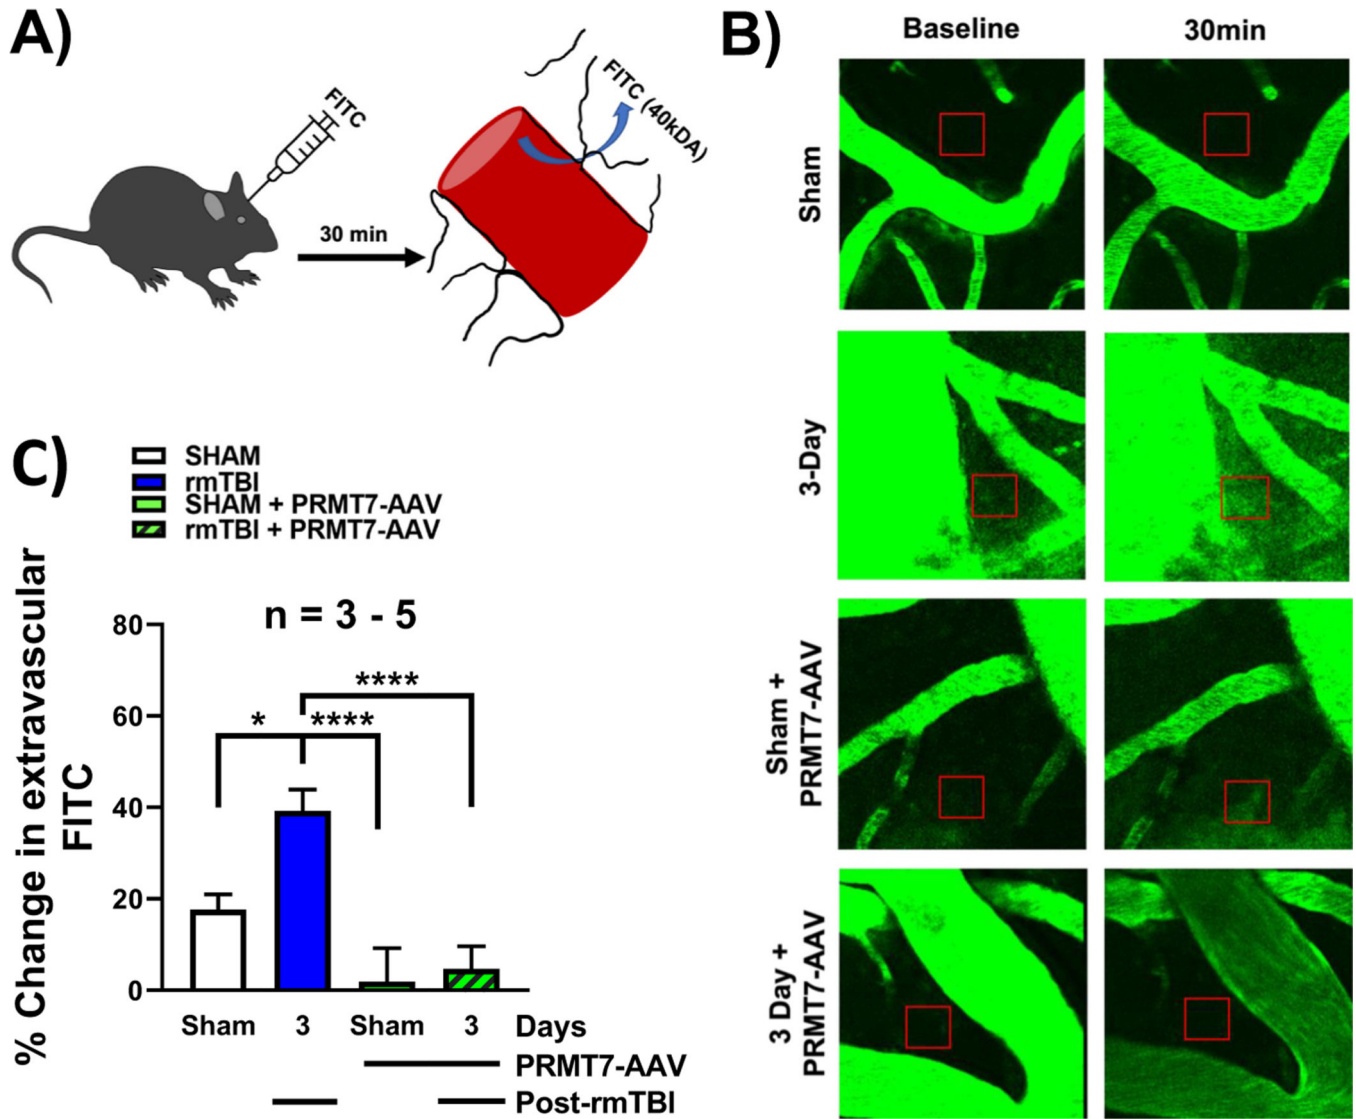 A)
FITC
30 min
FITC (40kDA)
B)
Baseline
30min
Sham
3-Day
Sham +
PRMT7-AAV
3 Day +
PRMT7-AAV
C)
SHAM
rmTBI
SHAM + PRMT7-AAV
rmTBI + PRMT7-AAV
n = 3 - 5
% Change in extravascular
FITC
80
60
40
20
0
****
* ****
Sham 3 Sham 3 Days
PRMT7-AAV
Post-rmTBI